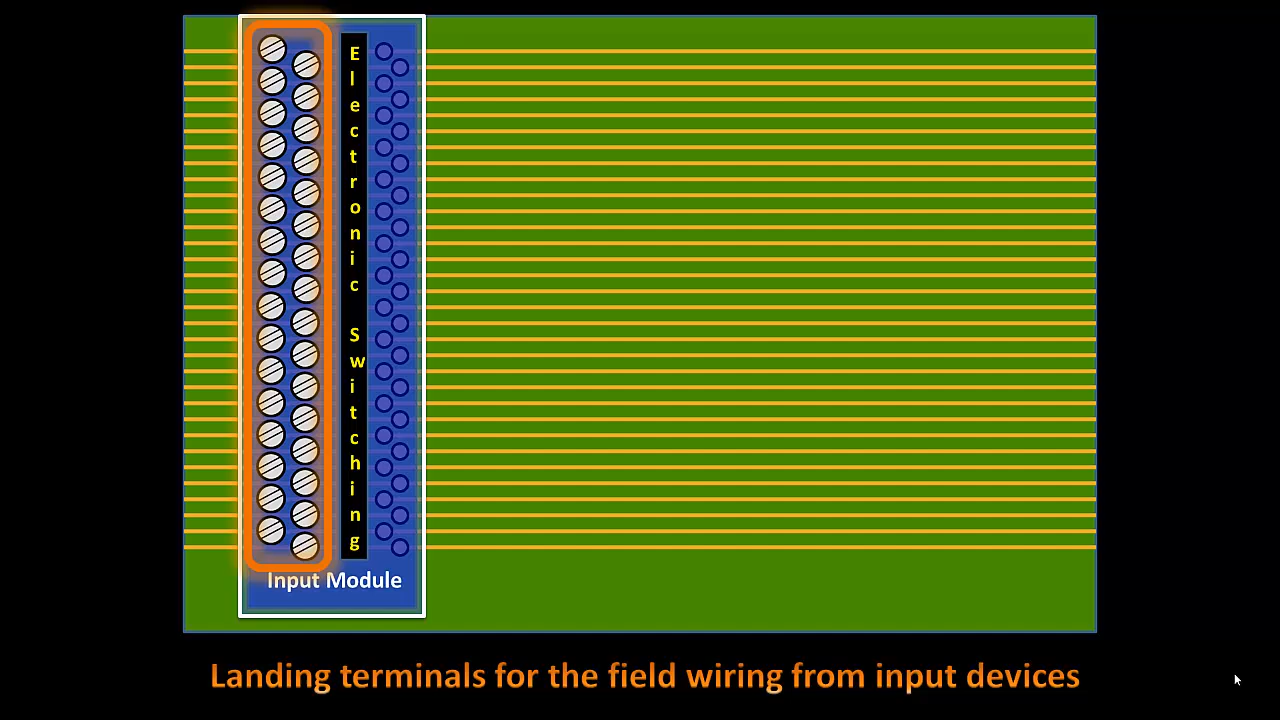 Electronic Switching
Input Module
Landing terminals for the field wiring from input devices